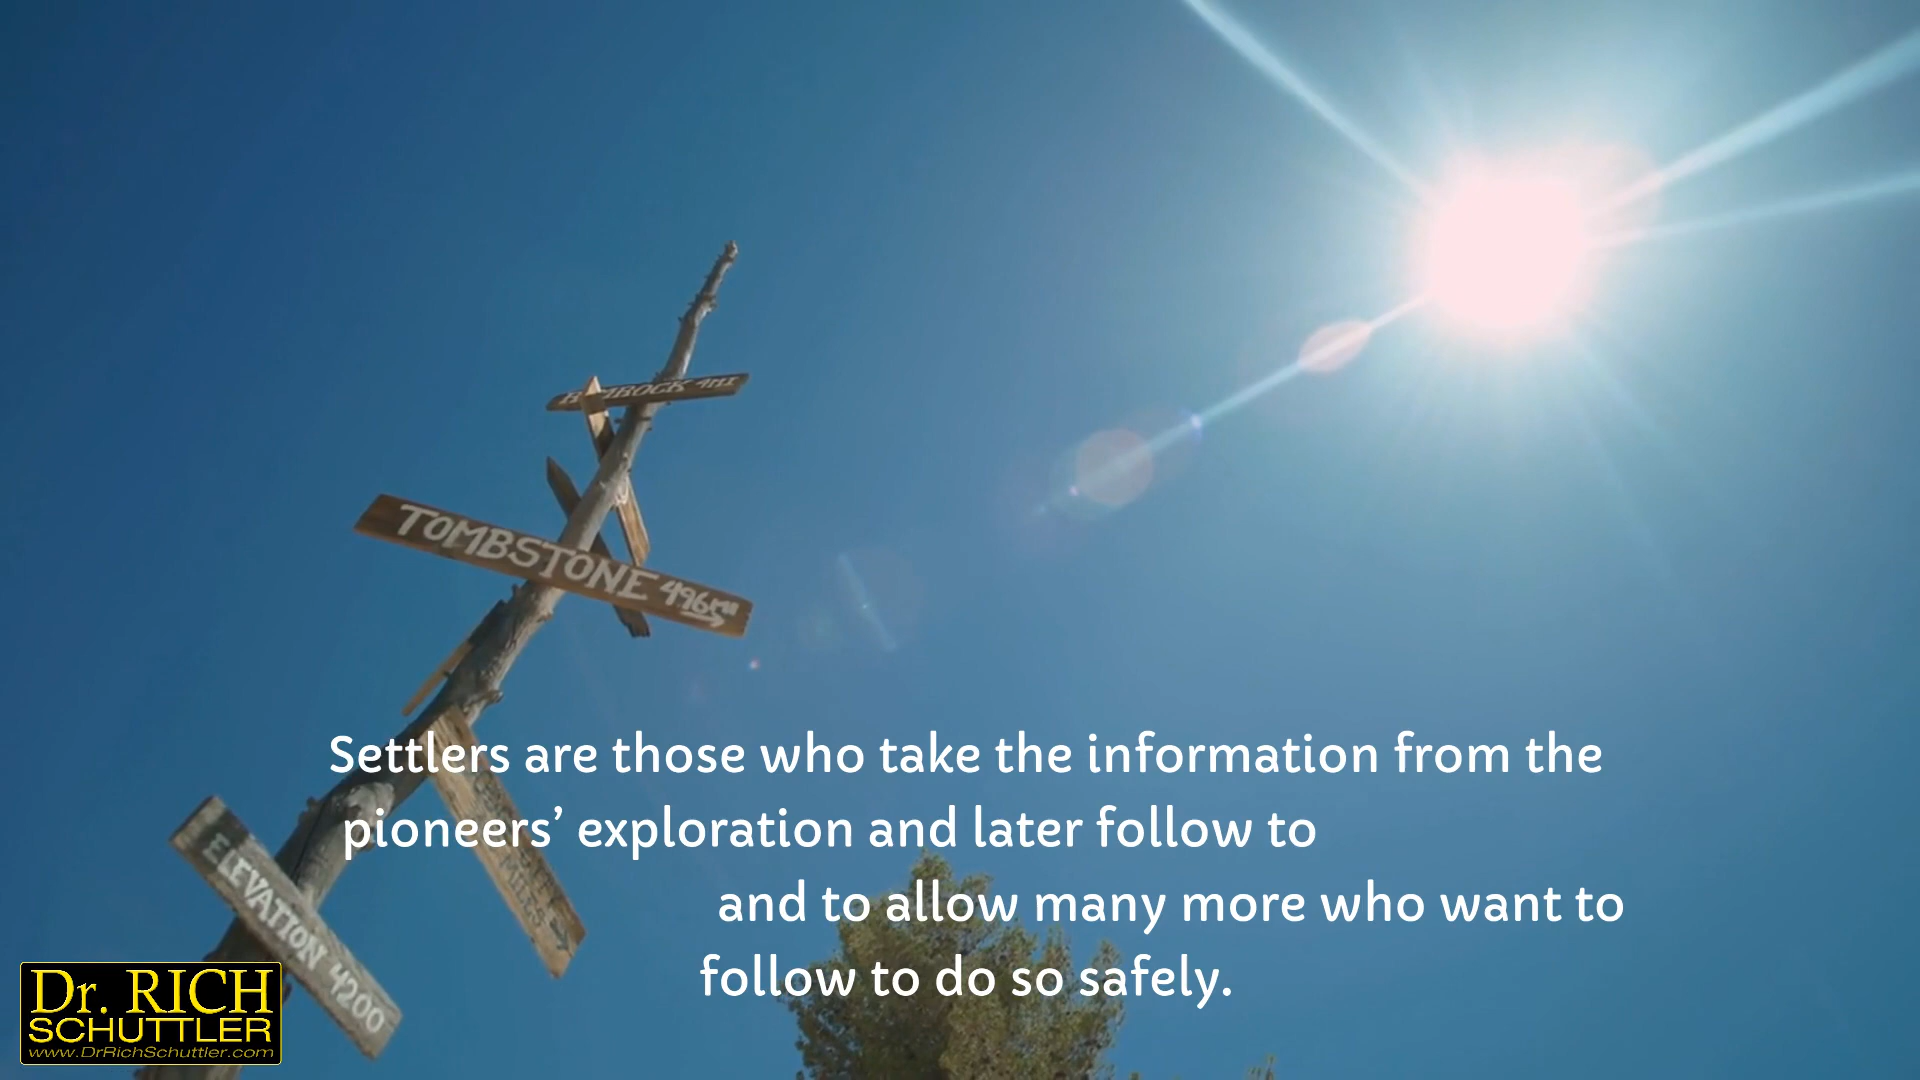 TOMBSTONE 496mi
ELEVATION 4200
Settlers are those who take the information from the
pioneers’ exploration and later follow to
and to allow many more who want to
follow to do so safely.
Dr. RICH
SCHUTTLER
www.DrRichSchuttler.com